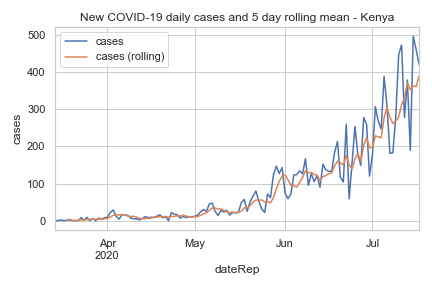 New COVID-19 daily cases and 5 day rolling mean - Kenya
cases
cases (rolling)
500
400
300
200
100
0
cases
Apr
2020
May
Jun
Jul
dateRep